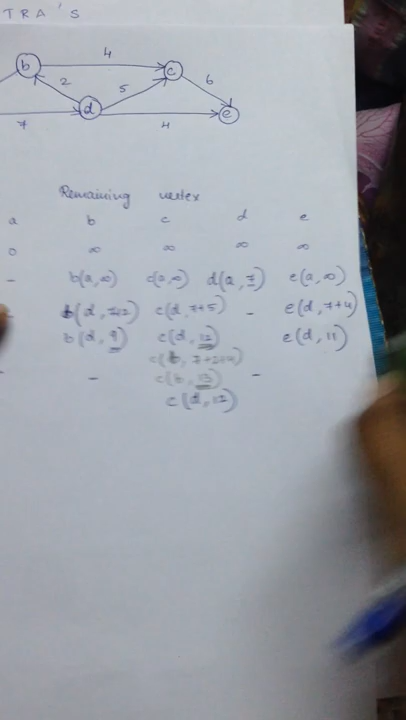 TRA'S
b 4 c
2 5 6
d e
7 4
Remaining vertex
a b c d e
0 ∞ ∞ ∞ ∞
- b(a,∞) c(a,∞) d(a,7) e(a,∞)
b(d,7+2) c(d,7+5) - e(d,7+4)
b(d,9) c(d,12) e(d,11)
c(b,7+2+4)
- - c(b,13) -
c(d,12)